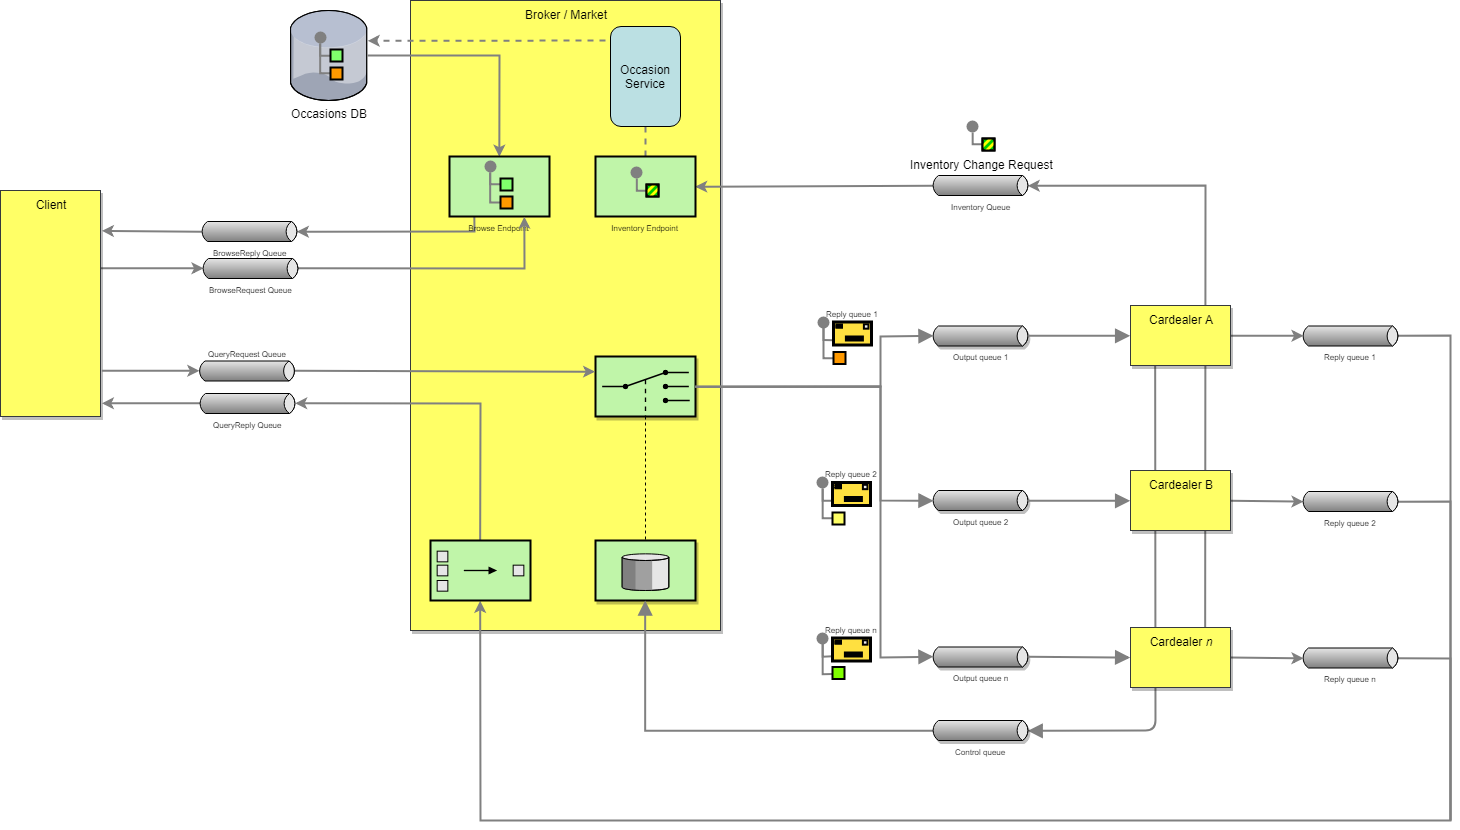 Broker / Market
Occasion
Service
Occasions DB
Inventory Change Request
Inventory Queue
Client
Browse Endpoint
Inventory Endpoint
BrowseReply Queue
BrowseRequest Queue
Reply queue 1
Cardealer A
Output queue 1
Reply queue 1
QueryRequest Queue
QueryReply Queue
Reply queue 2
Cardealer B
Output queue 2
Reply queue 2
Reply queue n
Cardealer n
Output queue n
Reply queue n
Control queue